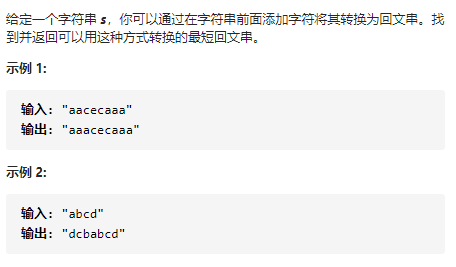 给定一个字符串 s，你可以通过在字符串前面添加字符将其转换为回文串。找
到并返回可以用这种方式转换的最短回文串。
示例 1:
输入: "aacecaaa"
输出: "aaacecaaa"
示例 2:
输入: "abcd"
输出: "dcbabcd"